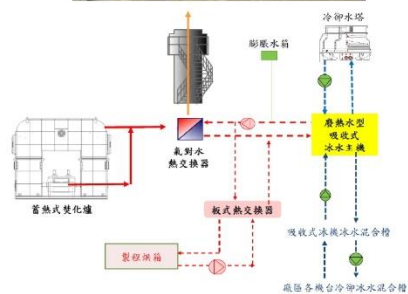 冷卻水塔
膨脹水箱
廢熱水型
吸收式
冰水主機
氣對水
熱交換器
蓄熱式焚化爐
板式熱交換器
吸收式冰機冰水混合槽
製程烘箱
廠區各機台冷卻冰水混合槽